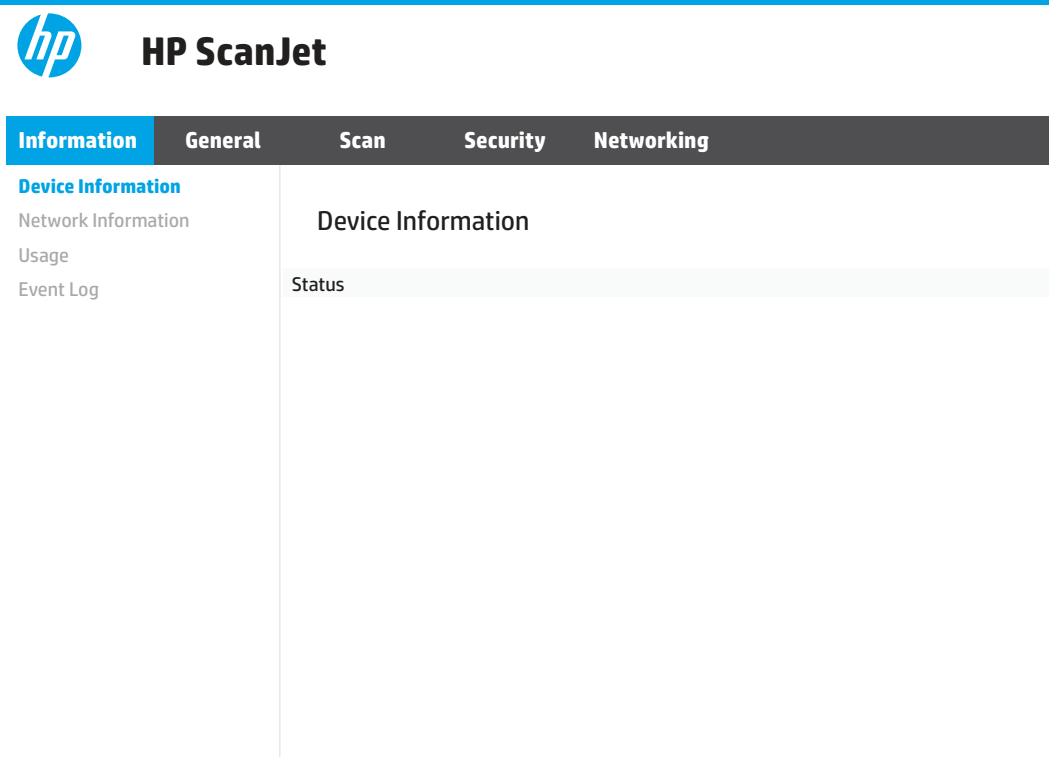 hp
HP ScanJet
Information General Scan Security Networking
Device Information
Network Information
Usage
Event Log
Device Information
Status